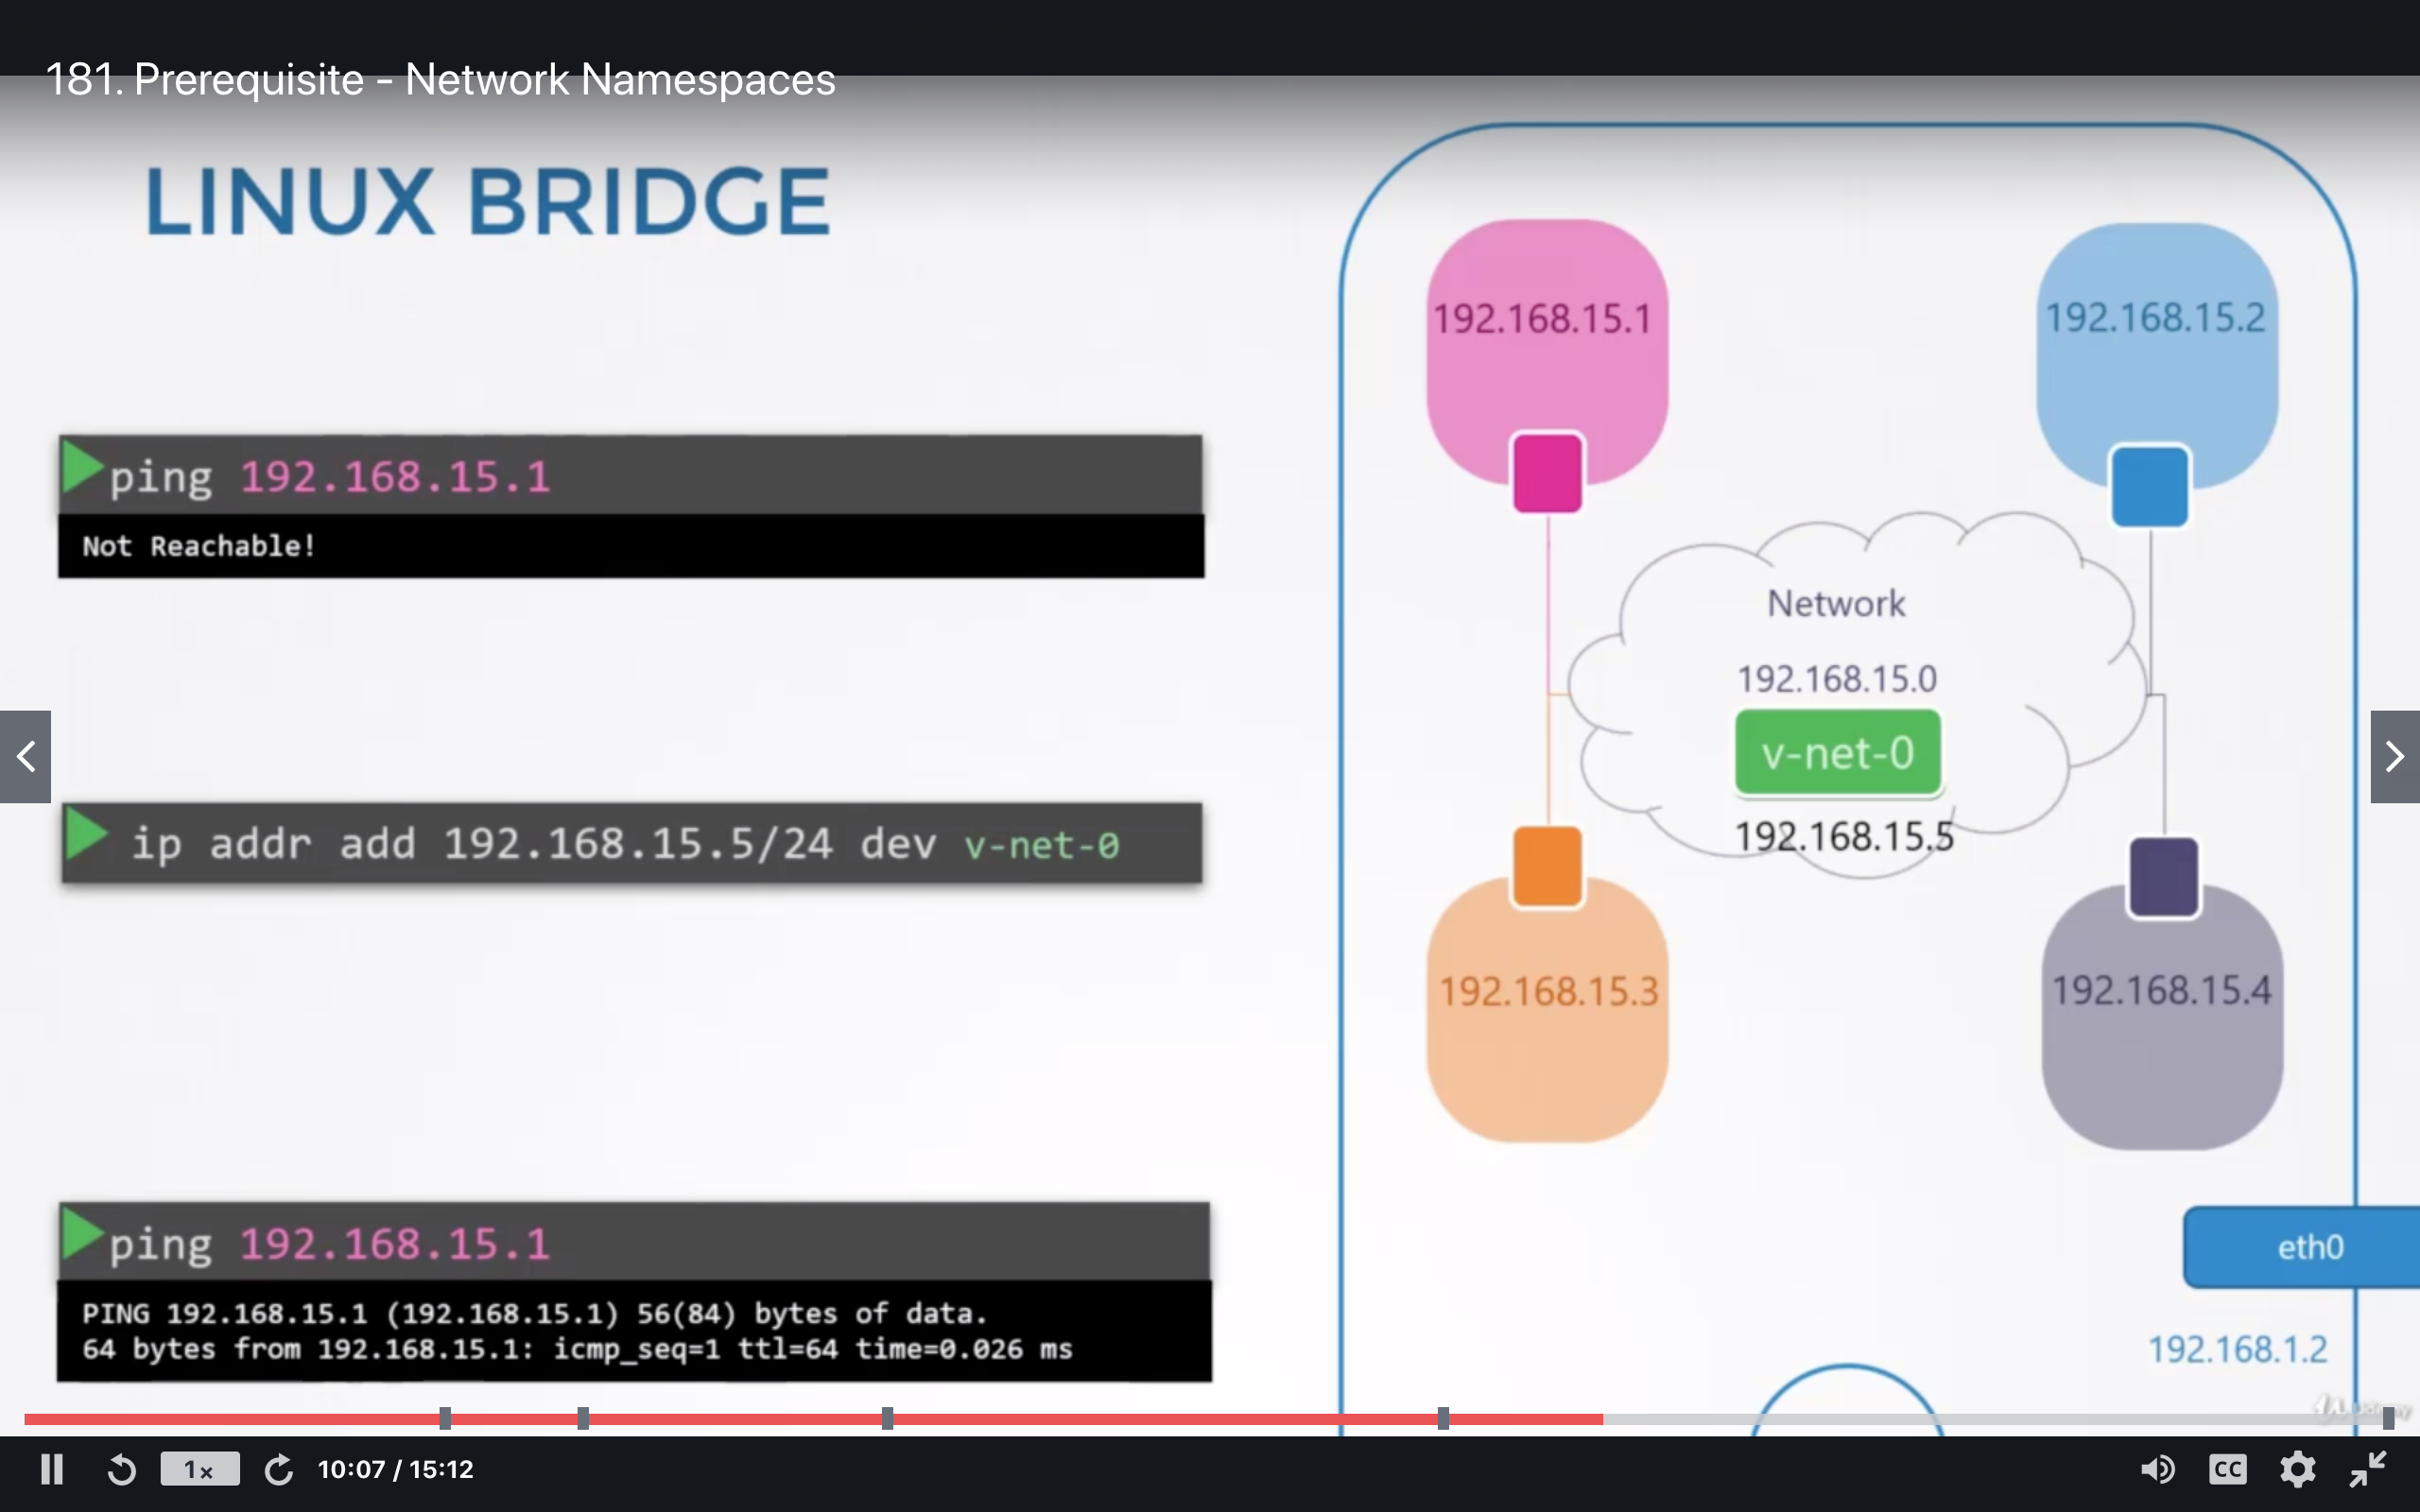 181. Prerequisite - Network Namespaces
LINUX BRIDGE
ping 192.168.15.1
Not Reachable!
ip addr add 192.168.15.5/24 dev v-net-0
ping 192.168.15.1
PING 192.168.15.1 (192.168.15.1) 56(84) bytes of data.
64 bytes from 192.168.15.1: icmp_seq=1 ttl=64 time=0.026 ms
192.168.15.1
192.168.15.2
Network
192.168.15.0
v-net-0
192.168.15.5
192.168.15.3
192.168.15.4
eth0
192.168.1.2
1x
10:07 / 15:12
CC